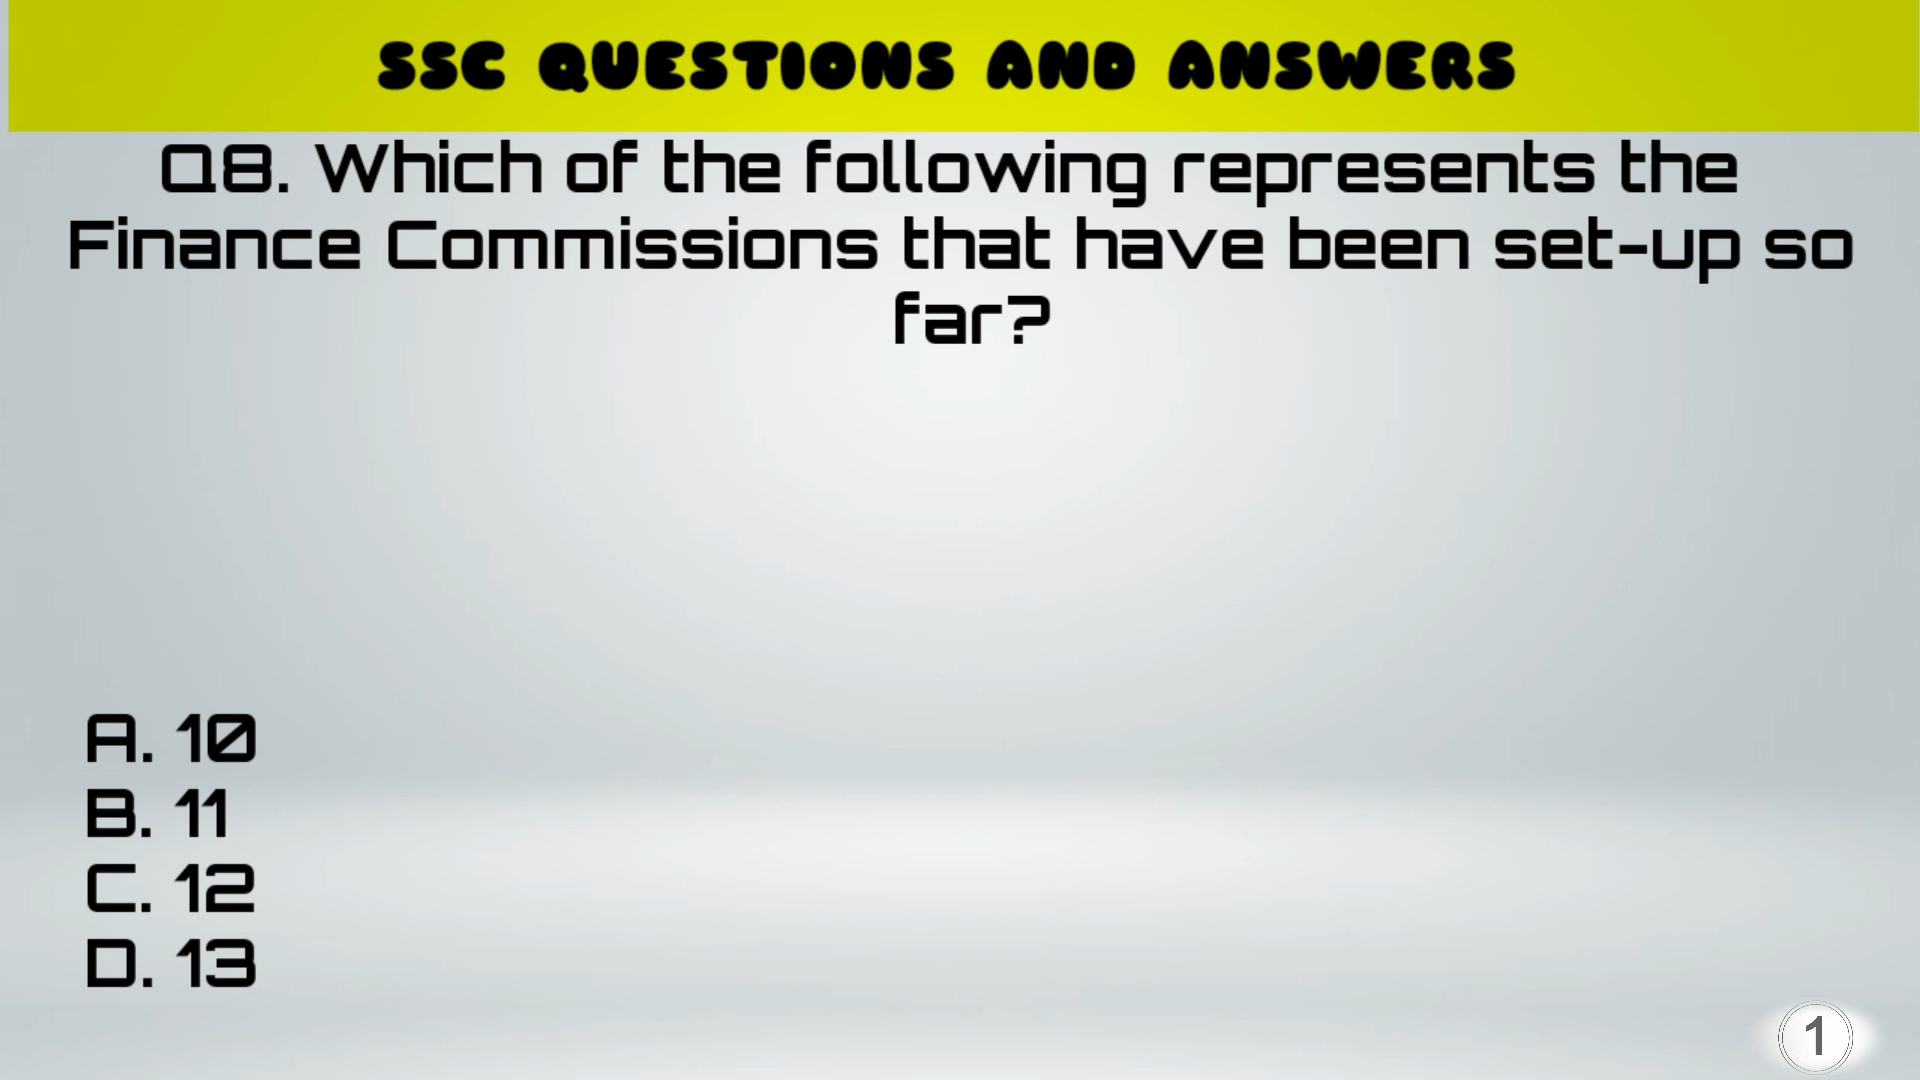 SSC QUESTIONS AND ANSWERS
Q8. Which of the following represents the
Finance Commissions that have been set-up so
far?
A. 10
B. 11
C. 12
D. 13
1